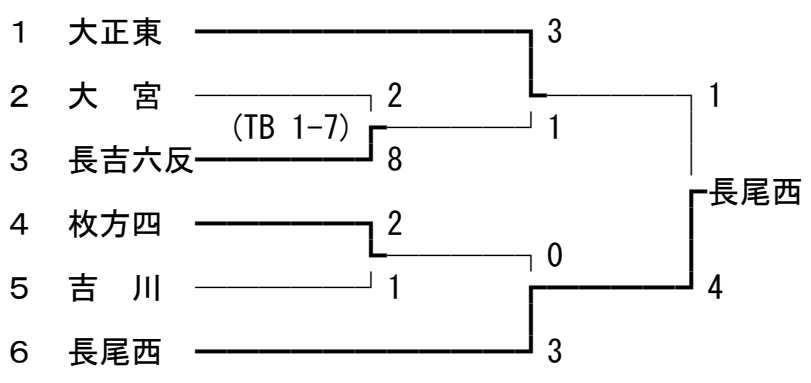 1 大正東 3
2 大 宮 2 1
(TB 1-7) 1
3 長吉六反 8
長尾西
4 枚方四 2
0
5 吉 川 1 4
6 長尾西 3